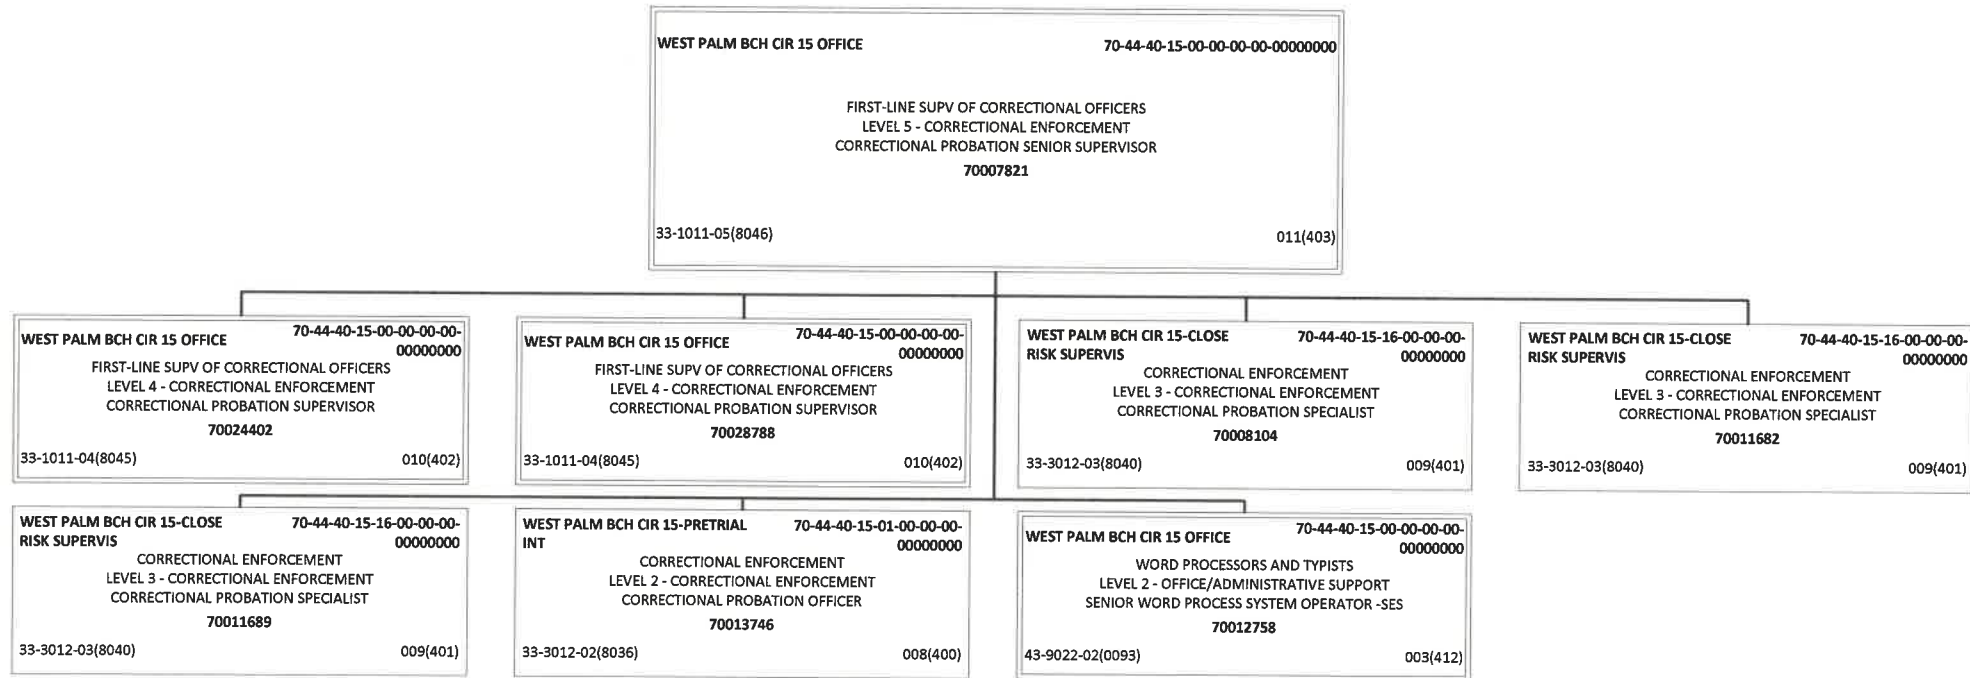 WEST PALM BCH CIR 15 OFFICE 70-44-40-15-00-00-00-00-00000000
FIRST-LINE SUPV OF CORRECTIONAL OFFICERS
LEVEL 5 - CORRECTIONAL ENFORCEMENT
CORRECTIONAL PROBATION SENIOR SUPERVISOR
70007821
33-1011-05(8046) 011(403)
WEST PALM BCH CIR 15 OFFICE 70-44-40-15-00-00-00-00-
00000000
FIRST-LINE SUPV OF CORRECTIONAL OFFICERS
LEVEL 4 - CORRECTIONAL ENFORCEMENT
CORRECTIONAL PROBATION SUPERVISOR
70024402
33-1011-04(8045) 010(402)
WEST PALM BCH CIR 15 OFFICE 70-44-40-15-00-00-00-00-
00000000
FIRST-LINE SUPV OF CORRECTIONAL OFFICERS
LEVEL 4 - CORRECTIONAL ENFORCEMENT
CORRECTIONAL PROBATION SUPERVISOR
70028788
33-1011-04(8045) 010(402)
WEST PALM BCH CIR 15-CLOSE 70-44-40-15-16-00-00-00-
RISK SUPERVIS 00000000
CORRECTIONAL ENFORCEMENT
LEVEL 3 - CORRECTIONAL ENFORCEMENT
CORRECTIONAL PROBATION SPECIALIST
70008104
33-3012-03(8040) 009(401)
WEST PALM BCH CIR 15-CLOSE 70-44-40-15-16-00-00-00-
RISK SUPERVIS 00000000
CORRECTIONAL ENFORCEMENT
LEVEL 3 - CORRECTIONAL ENFORCEMENT
CORRECTIONAL PROBATION SPECIALIST
70011682
33-3012-03(8040) 009(401)
WEST PALM BCH CIR 15-CLOSE 70-44-40-15-16-00-00-00-
RISK SUPERVIS 00000000
CORRECTIONAL ENFORCEMENT
LEVEL 3 - CORRECTIONAL ENFORCEMENT
CORRECTIONAL PROBATION SPECIALIST
70011689
33-3012-03(8040) 009(401)
WEST PALM BCH CIR 15-PRETRIAL 70-44-40-15-01-00-00-00-
INT 00000000
CORRECTIONAL ENFORCEMENT
LEVEL 2 - CORRECTIONAL ENFORCEMENT
CORRECTIONAL PROBATION OFFICER
70013746
33-3012-02(8036) 008(400)
WEST PALM BCH CIR 15 OFFICE 70-44-40-15-00-00-00-00-
00000000
WORD PROCESSORS AND TYPISTS
LEVEL 2 - OFFICE/ADMINISTRATIVE SUPPORT
SENIOR WORD PROCESS SYSTEM OPERATOR -SES
70012758
43-9022-02(0093) 003(412)